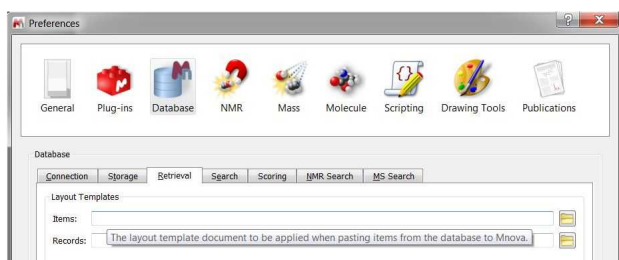 Preferences
General Plug-ins Database NMR Mass Molecule Scripting Drawing Tools Publications
Database
Connection Storage Retrieval Search Scoring NMR Search MS Search
Layout Templates
Items:
Records:
The layout template document to be applied when pasting items from the database to Mnova.